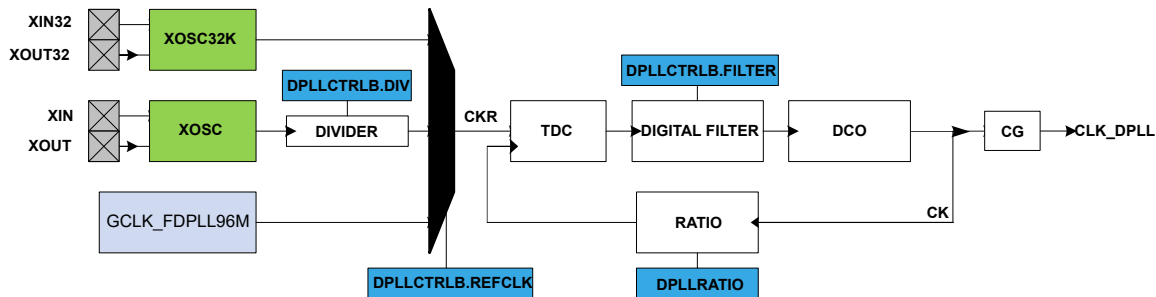 XIN32
XOUT32
XOSC32K
DPLLCTRLB.DIV
DPLLCTRLB.FILTER
XIN
XOUT
XOSC
DIVIDER
CKR
TDC
DIGITAL FILTER
DCO
CG
CLK_DPLL
GCLK_FDPLL96M
RATIO
CK
DPLLCTRLB.REFCLK
DPLLRATIO